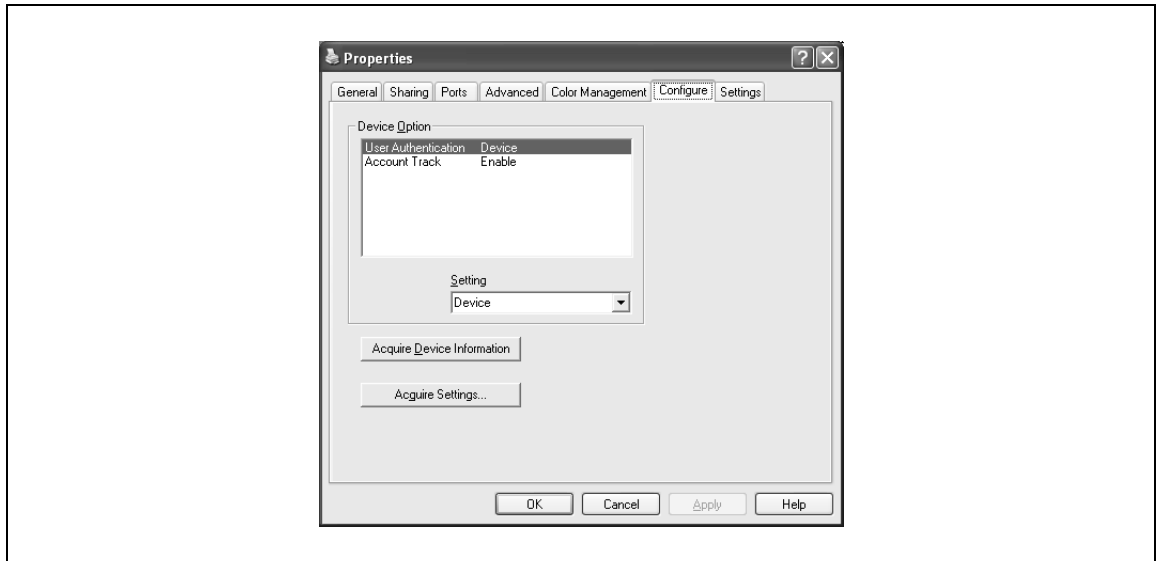 Properties
General Sharing Ports Advanced Color Management Configure Settings
Device Option
User Authentication Device
Account Track Enable
Setting
Device
Acquire Device Information
Acquire Settings...
OK Cancel Apply Help